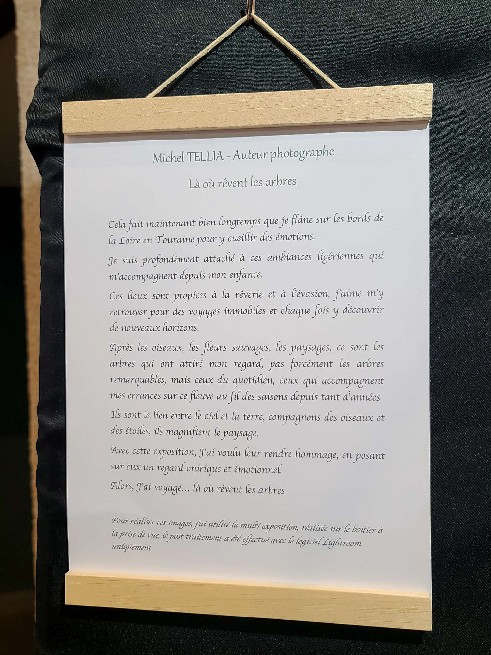 Michel TELLIA - Auteur photographe
Là où rêvent les arbres
Cela fait maintenant bien longtemps que je flâne sur les bords de
la Loire en Touraine pour y cueillir des émotions.
Je suis profondément attaché à ces ambiances ligériennes qui
m'accompagnent depuis mon enfance.
Ces lieux sont propices à la rêverie et à l'évasion, j'aime m'y
retrouver pour des voyages immobiles et chaque fois y découvrir
de nouveaux horizons.
Après les oiseaux, les fleurs sauvages, les paysages, ce sont les
arbres qui ont attiré mon regard, pas forcément les arbres
remarquables, mais ceux du quotidien, ceux qui accompagnent
mes errances sur ce fleuve au fil des saisons depuis tant d'années.
Ils sont le lien entre le ciel et la terre, compagnons des oiseaux et
des étoiles, ils magnifient le paysage.
Avec cette exposition, j'ai voulu leur rendre hommage, en posant
sur eux un regard onirique et émotionnel.
Alors, j'ai voyagé... là où rêvent les arbres
Pour réaliser ces images, j'ai utilisé la multi exposition, réalisée sur le boîtier à
la prise de vue, le post traitement a été effectué avec le logiciel Lightroom
uniquement